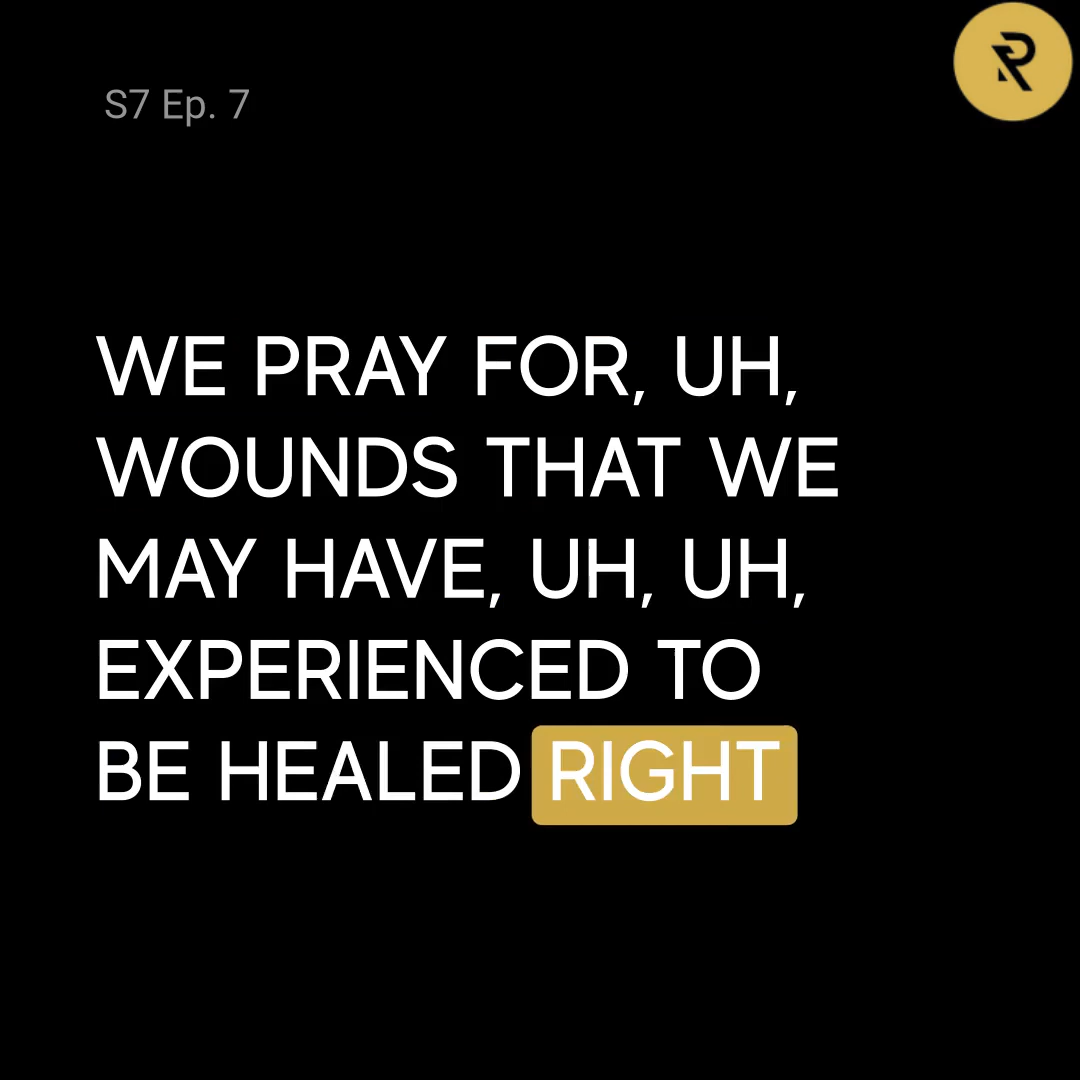 S7 Ep. 7
WE PRAY FOR, UH,
WOUNDS THAT WE
MAY HAVE, UH, UH,
EXPERIENCED TO
BE HEALED RIGHT